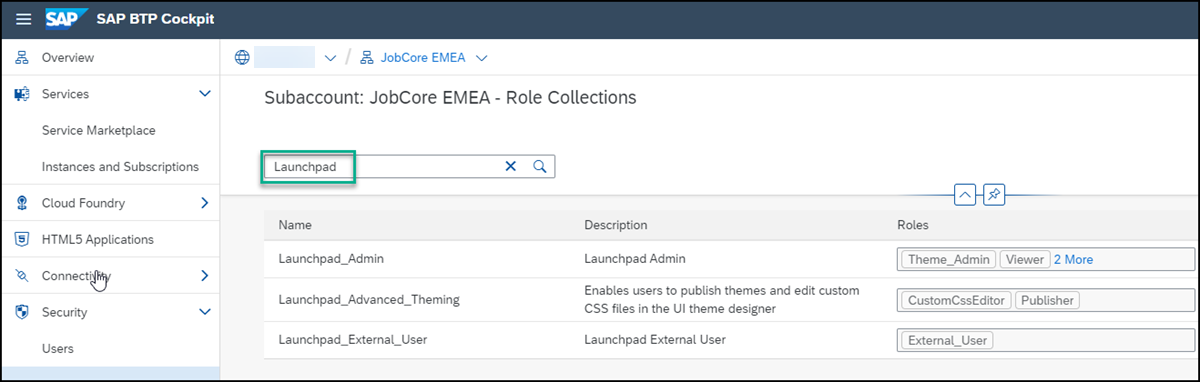 SAP SAP BTP Cockpit
Overview
Services
Service Marketplace
Instances and Subscriptions
Cloud Foundry
HTML5 Applications
Connectivity
Security
Users
/ JobCore EMEA
Subaccount: JobCore EMEA - Role Collections
Launchpad
Name Description Roles
Launchpad_Admin Launchpad Admin Theme_Admin Viewer 2 More
Launchpad_Advanced_Theming Enables users to publish themes and edit custom CustomCssEditor Publisher
CSS files in the UI theme designer
Launchpad_External_User Launchpad External User External_User